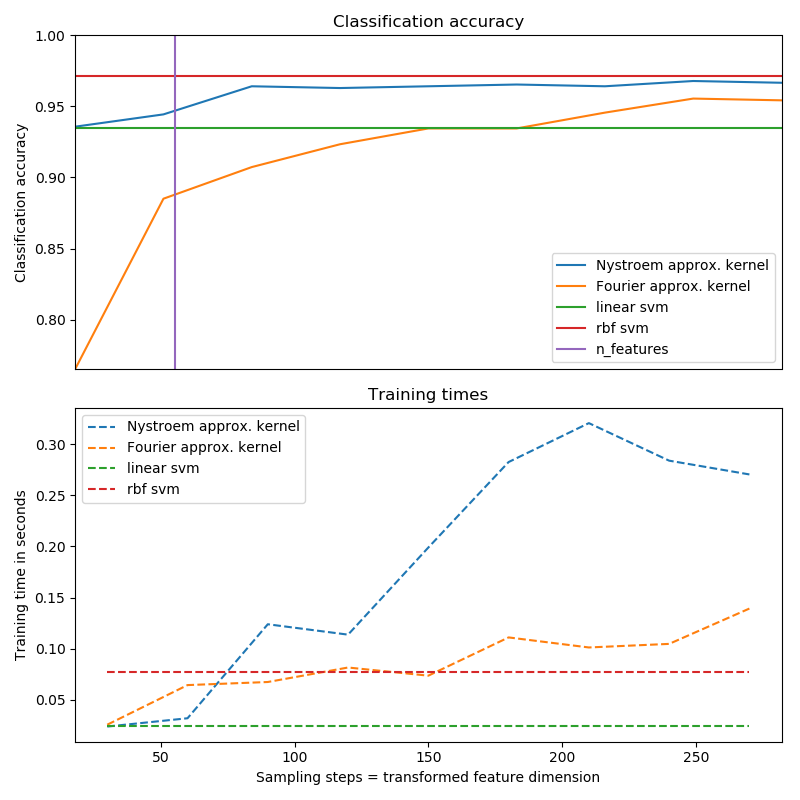 Classification accuracy
1.00
0.95
0.90
0.85
0.80
Classification accuracy
Nystroem approx. kernel
Fourier approx. kernel
linear svm
rbf svm
n_features
Training times
0.30
0.25
0.20
0.15
0.10
0.05
Training time in seconds
Nystroem approx. kernel
Fourier approx. kernel
linear svm
rbf svm
50 100 150 200 250
Sampling steps = transformed feature dimension